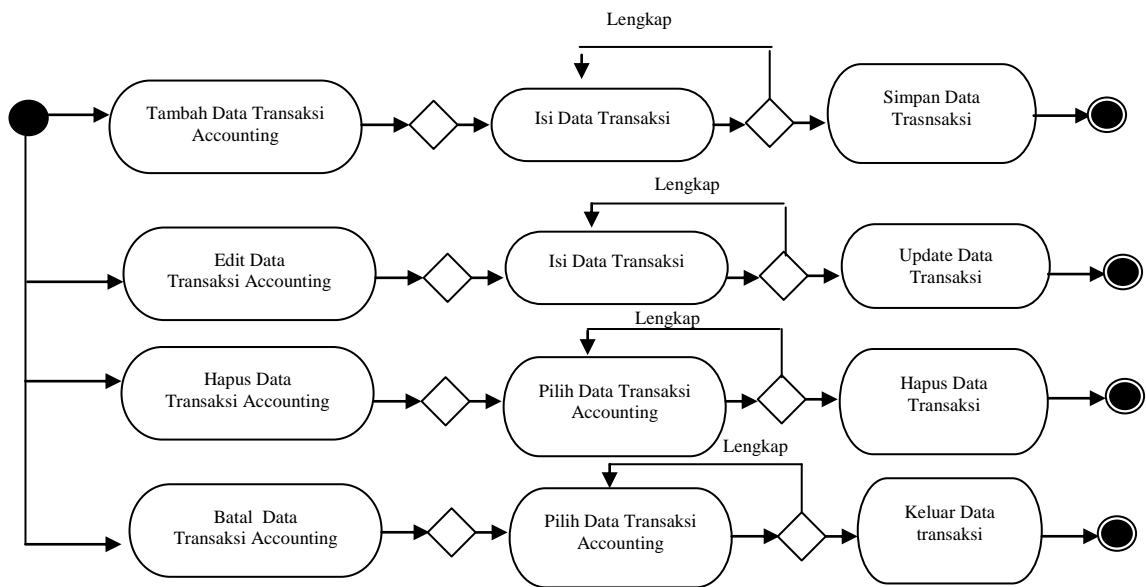 Lengkap
Tambah Data Transaksi
Accounting
Isi Data Transaksi
Simpan Data
Trasnsaksi
Lengkap
Edit Data
Transaksi Accounting
Isi Data Transaksi
Update Data
Transaksi
Lengkap
Hapus Data
Transaksi Accounting
Pilih Data Transaksi
Accounting
Hapus Data
Transaksi
Lengkap
Batal Data
Transaksi Accounting
Pilih Data Transaksi
Accounting
Keluar Data
transaksi